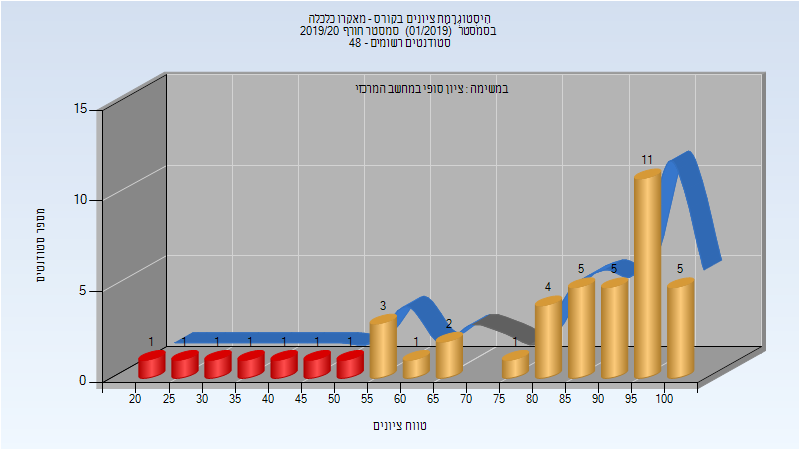 היסטוגרמת ציונים בקורס - מאקרו כלכלה
בסמסטר (01/2019) סמסטר חורף 2019/20
סטודנטים רשומים - 48
במשימה : ציון סופי במחשב המרכזי
מספר סטודנטים
15
10
5
0
1 1 1 1 1 1 1 3 1 2 1 4 5 5 11 5
20 25 30 35 40 45 50 55 60 65 70 75 80 85 90 95 100
טווח ציונים